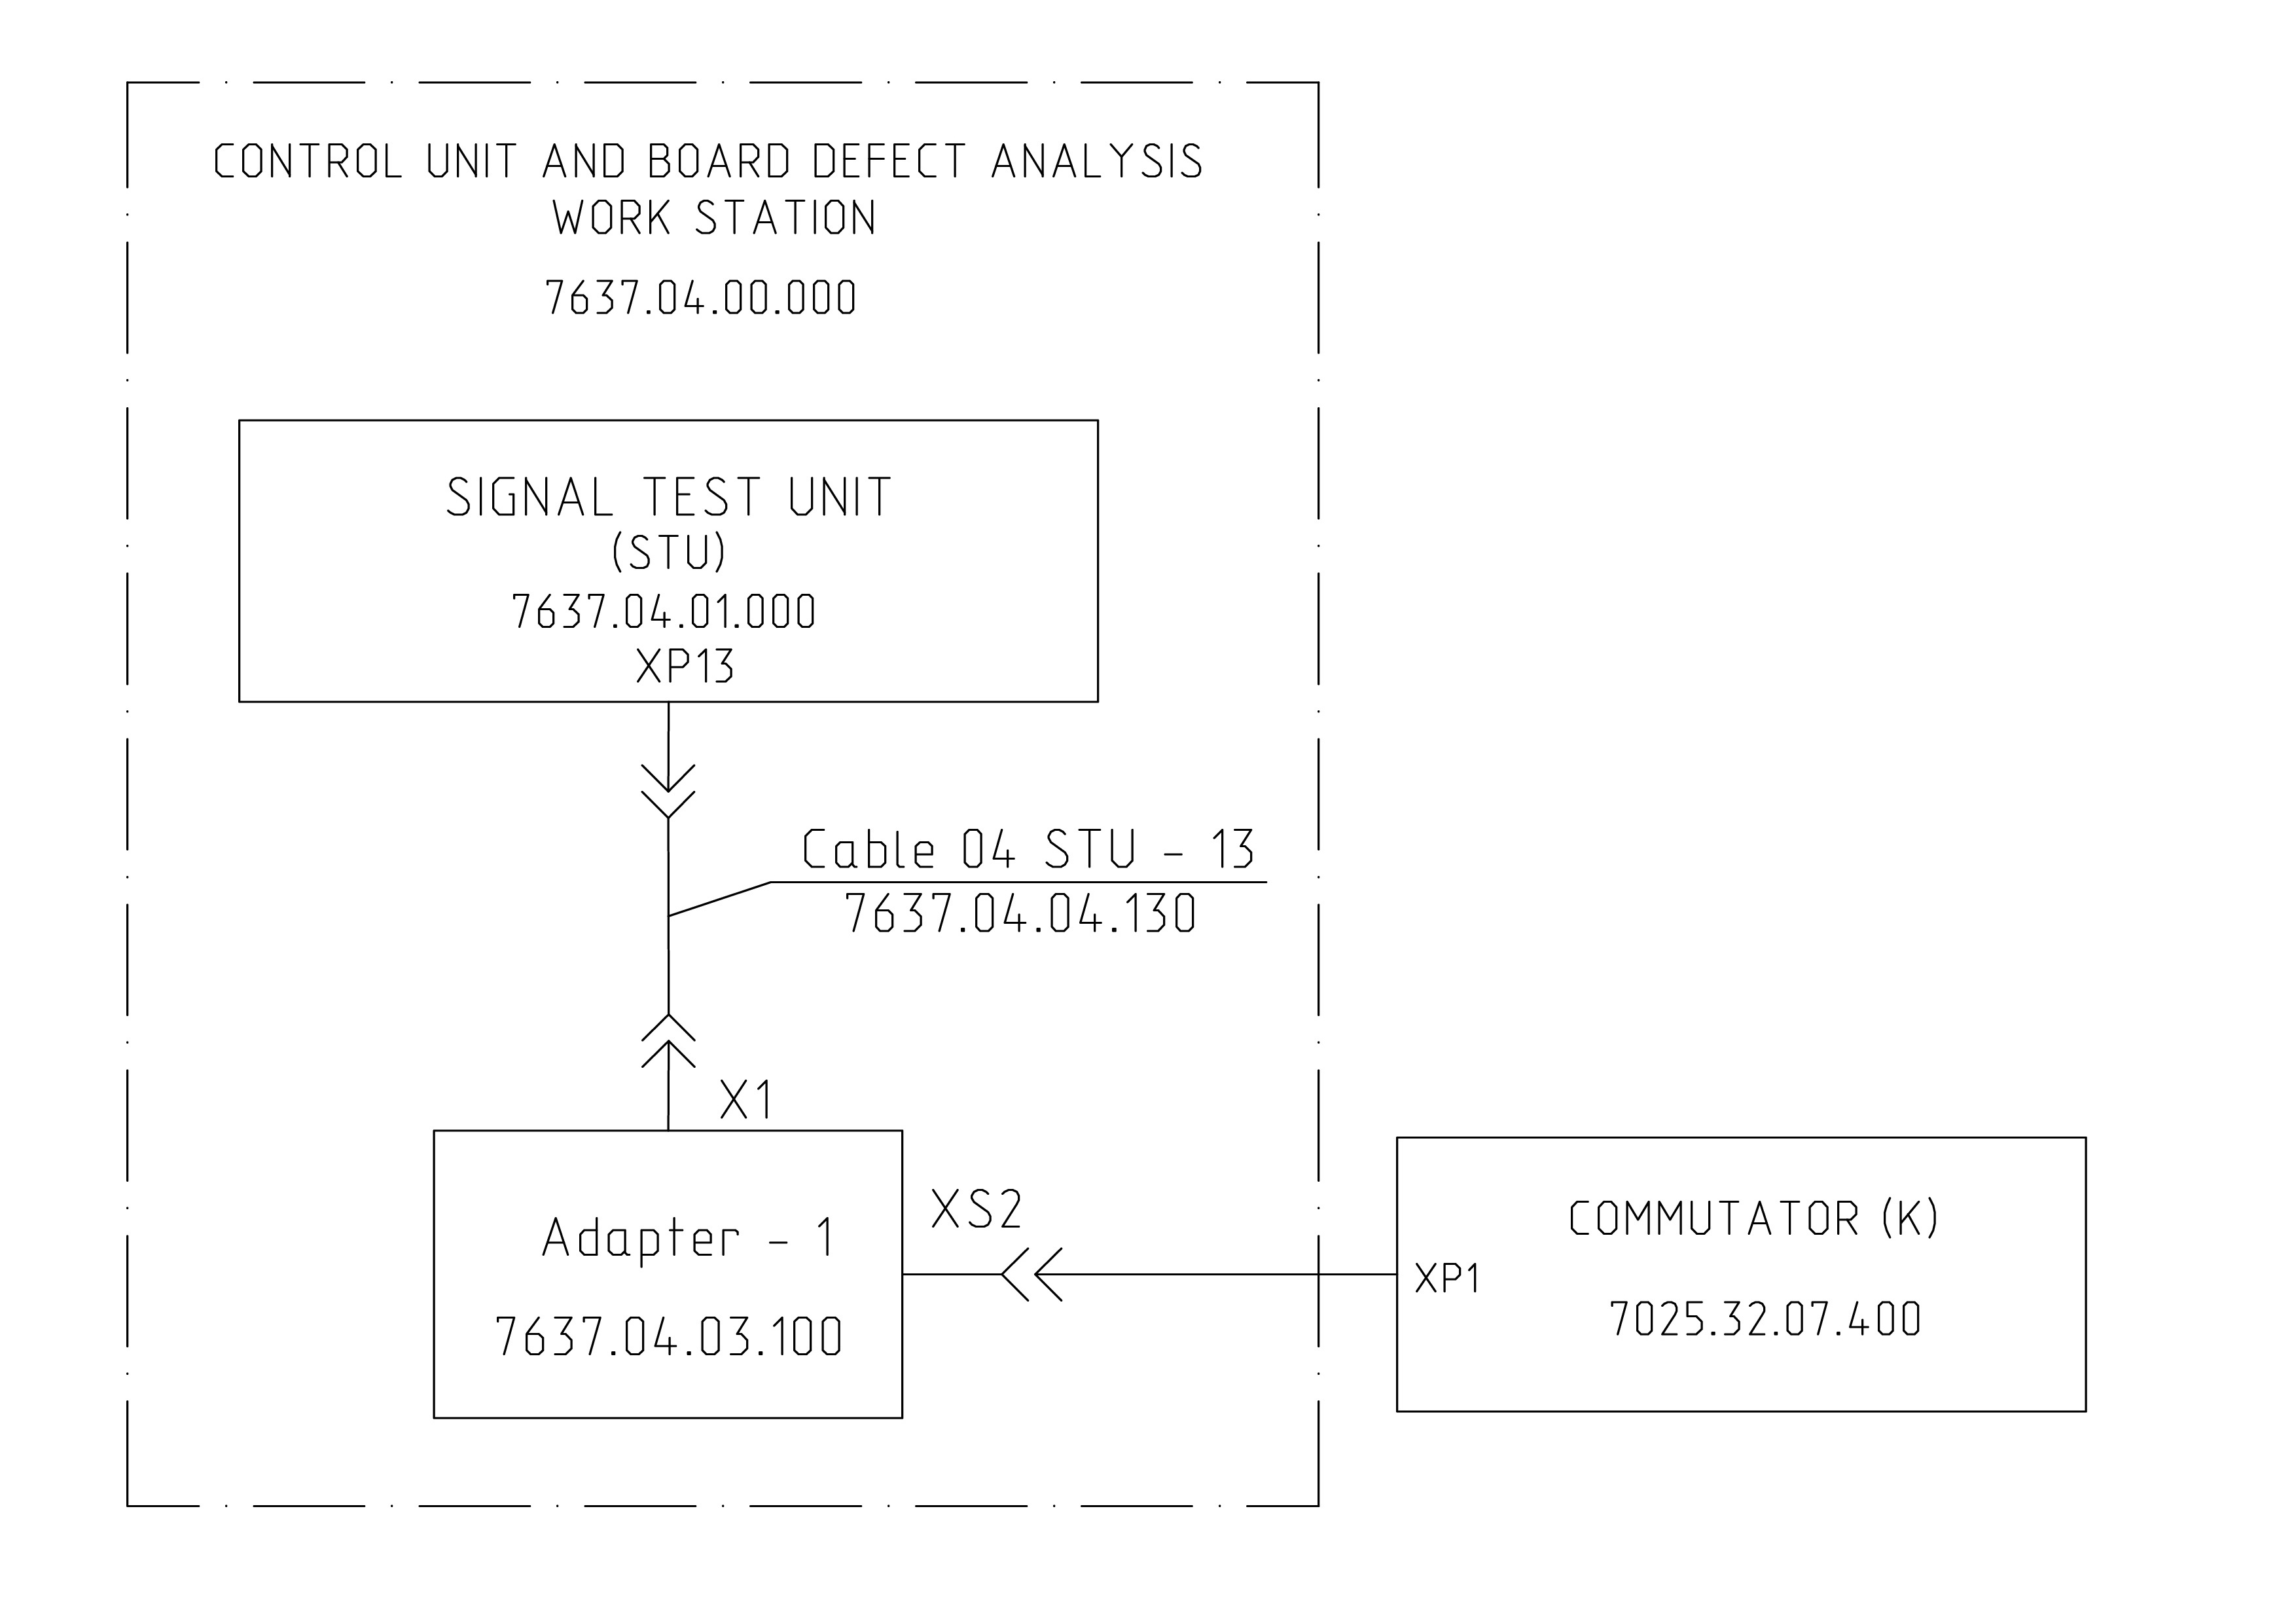 CONTROL UNIT AND BOARD DEFECT ANALYSIS
WORK STATION
7637.04.00.000
SIGNAL TEST UNIT
(STU)
7637.04.01.000
XP13
Cable 04 STU - 13
7637.04.04.130
X1
Adapter - 1
7637.04.03.100
XS2
XP1
COMMUTATOR (K)
7025.32.07.400